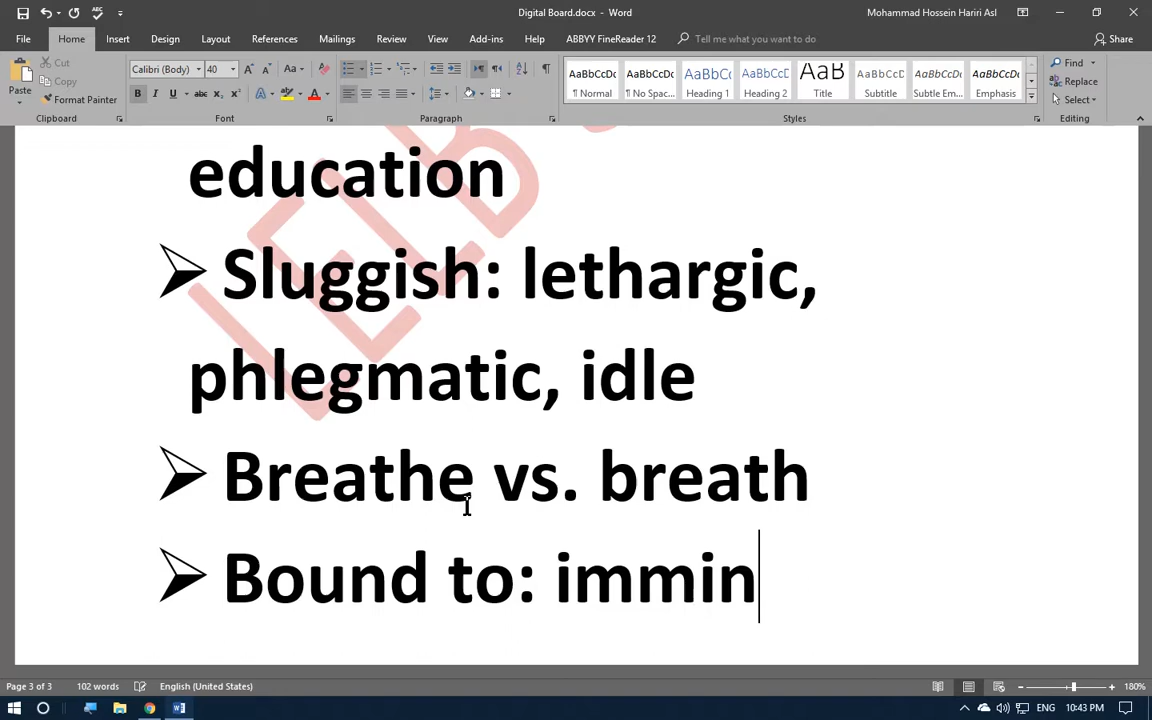 Digital Board.docx - Word
Mohammad Hossein Hariri Asl
File Home Insert Design Layout References Mailings Review View Add-ins Help ABBYY FineReader 12 Tell me what you want to do Share
Paste
Cut
Copy
Format Painter
Calibri (Body) 40
AaBbCcDc AaBbCcDc AaBbC( AaBbCcC AaB AaBbCcD AaBbCcDc AaBbCcDc
¶ Normal ¶ No Spac... Heading 1 Heading 2 Title Subtitle Subtle Em... Emphasis
Find
Replace
Select
Clipboard Font Paragraph Styles Editing
education
Sluggish: lethargic,
phlegmatic, idle
Breathe vs. breath
Bound to: immin
Page 3 of 3 102 words English (United States) 180%
ENG 10:43 PM